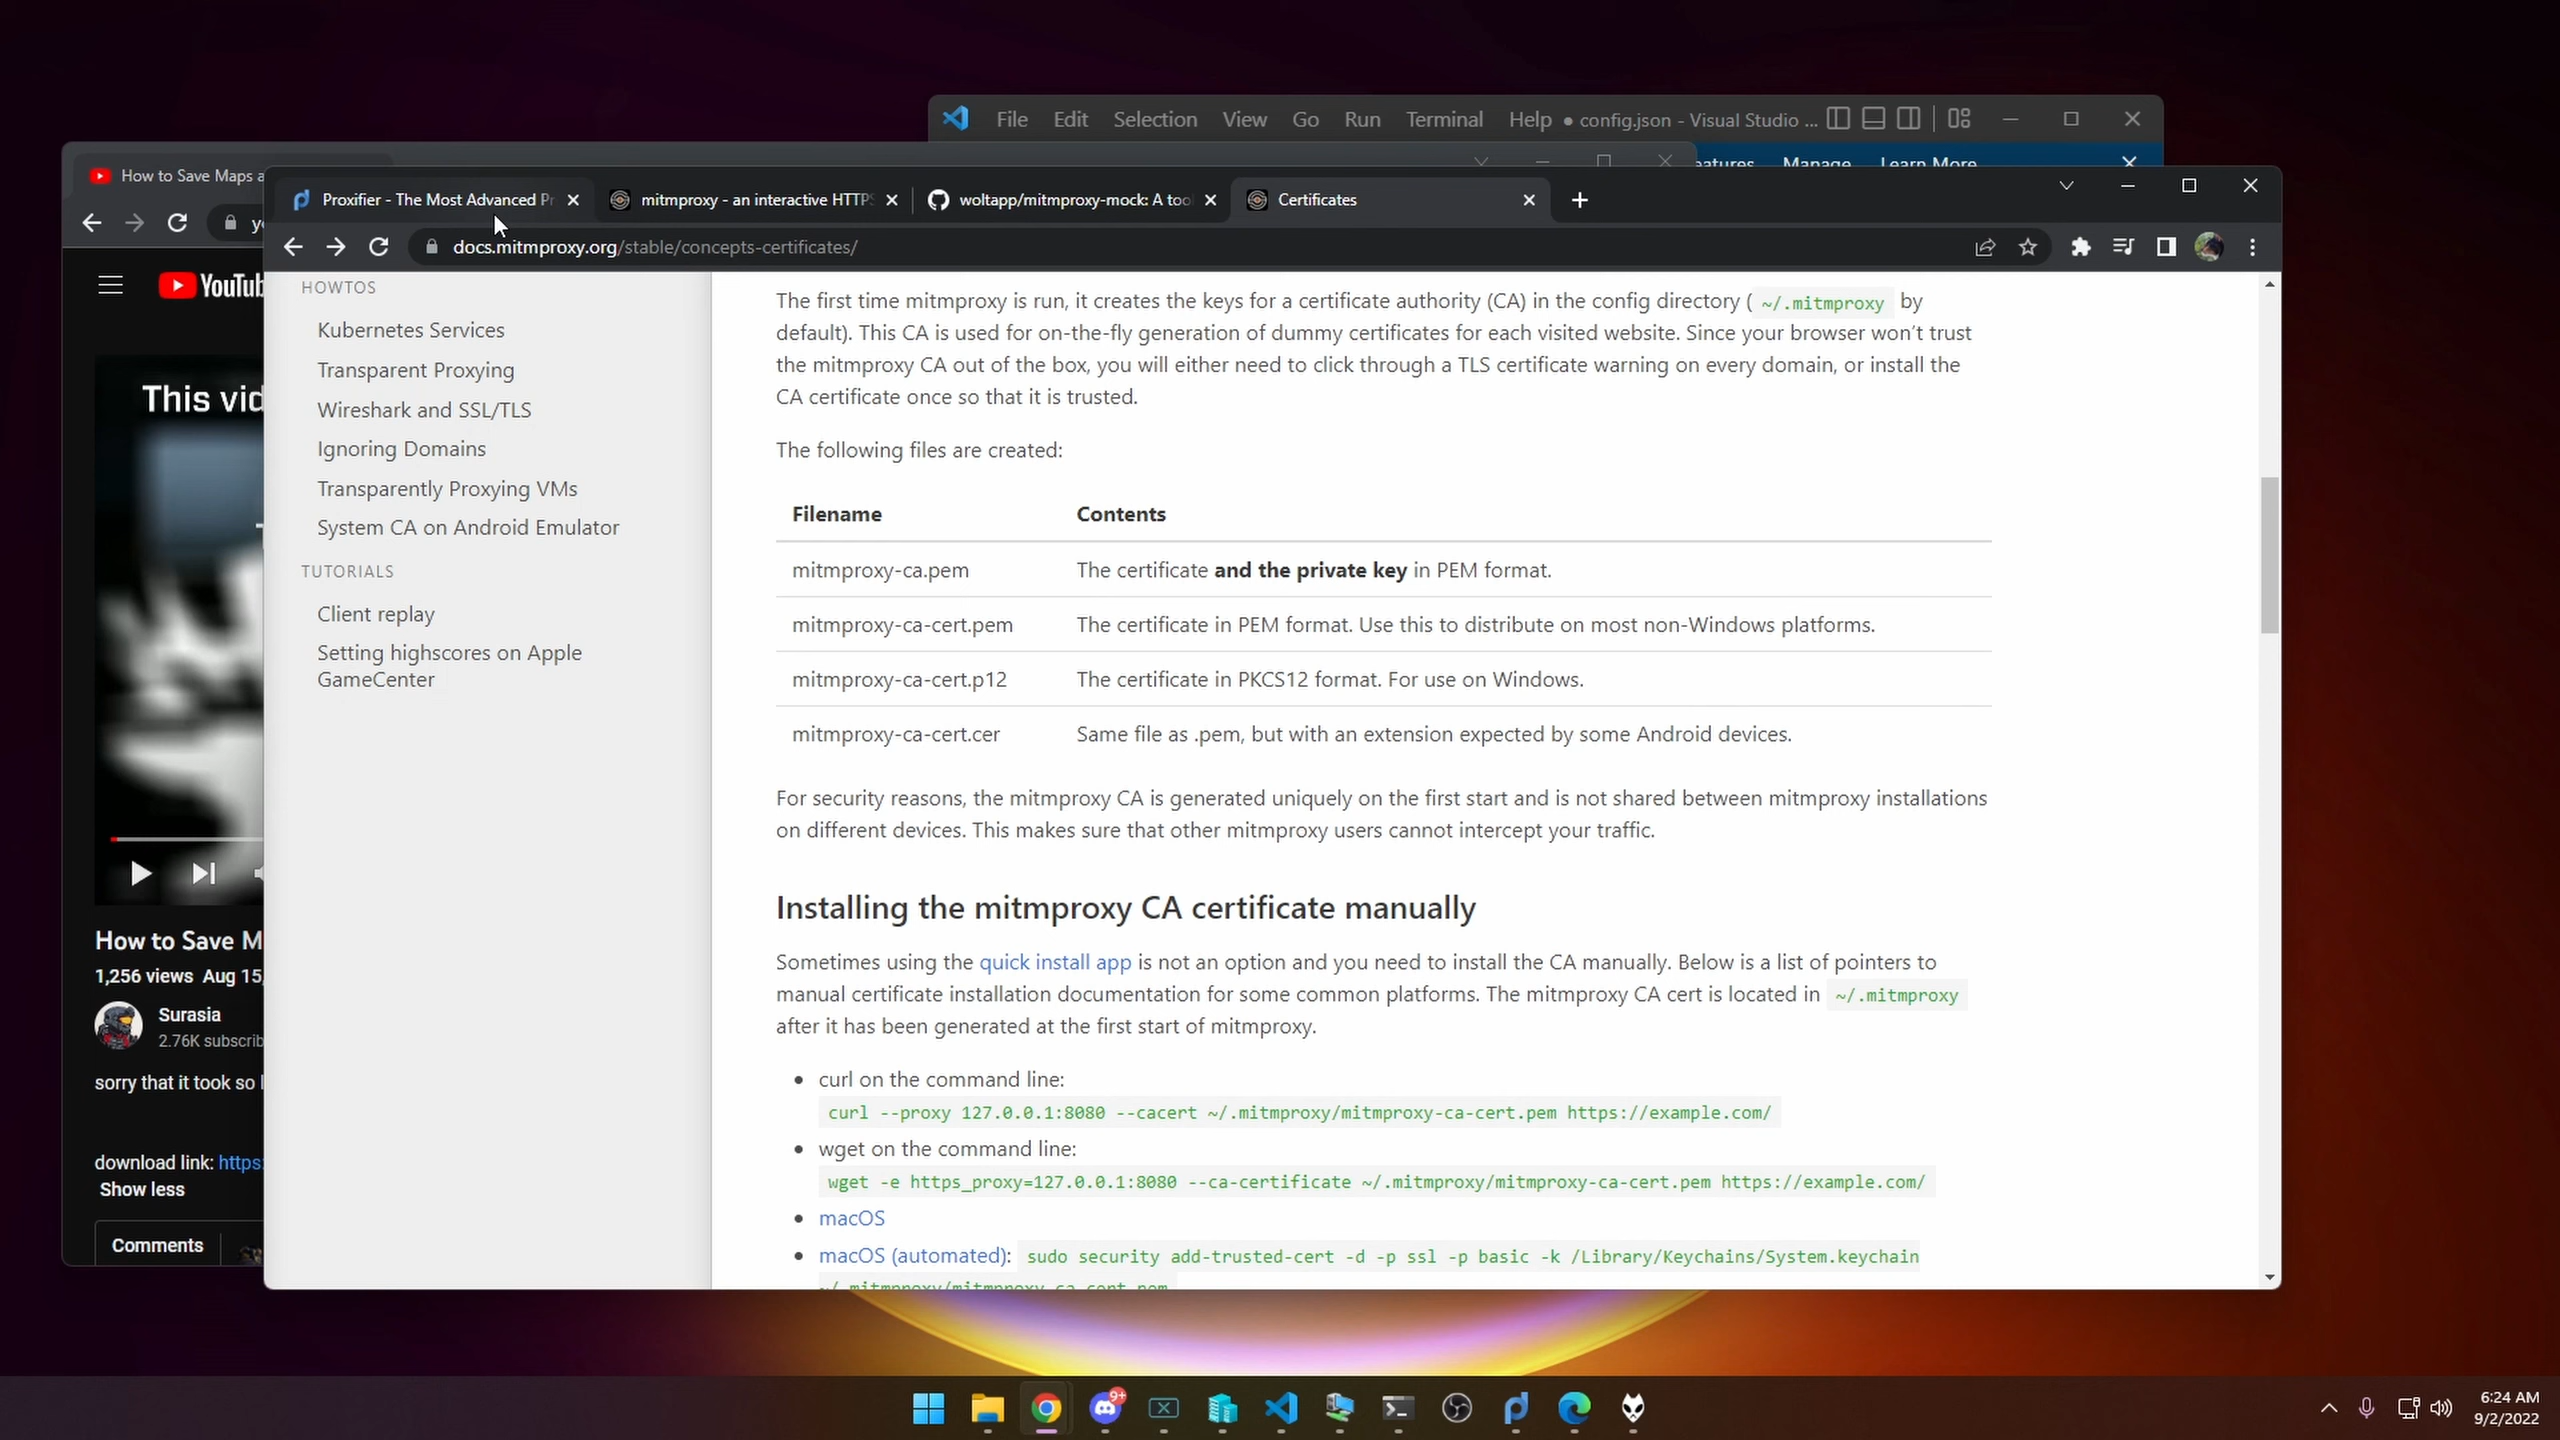 File Edit Selection View Go Run Terminal Help ● config.json - Visual Studio ...
Manage Learn More
How to Save Maps a
Proxifier - The Most Advanced Pr
mitmproxy - an interactive HTTPS
woltapp/mitmproxy-mock: A tool
Certificates
docs.mitmproxy.org/stable/concepts-certificates/
YouTub
This vid
How to Save M
1,256 views Aug 15,
Surasia
2.76K subscrib
sorry that it took so l
download link: https:
Show less
Comments
HOWTOS
Kubernetes Services
Transparent Proxying
Wireshark and SSL/TLS
Ignoring Domains
Transparently Proxying VMs
System CA on Android Emulator
TUTORIALS
Client replay
Setting highscores on Apple
GameCenter
The first time mitmproxy is run, it creates the keys for a certificate authority (CA) in the config directory ( ~/.mitmproxy by
default). This CA is used for on-the-fly generation of dummy certificates for each visited website. Since your browser won’t trust
the mitmproxy CA out of the box, you will either need to click through a TLS certificate warning on every domain, or install the
CA certificate once so that it is trusted.
The following files are created:
Filename Contents
mitmproxy-ca.pem The certificate and the private key in PEM format.
mitmproxy-ca-cert.pem The certificate in PEM format. Use this to distribute on most non-Windows platforms.
mitmproxy-ca-cert.p12 The certificate in PKCS12 format. For use on Windows.
mitmproxy-ca-cert.cer Same file as .pem, but with an extension expected by some Android devices.
For security reasons, the mitmproxy CA is generated uniquely on the first start and is not shared between mitmproxy installations
on different devices. This makes sure that other mitmproxy users cannot intercept your traffic.
Installing the mitmproxy CA certificate manually
Sometimes using the quick install app is not an option and you need to install the CA manually. Below is a list of pointers to
manual certificate installation documentation for some common platforms. The mitmproxy CA cert is located in ~/.mitmproxy
after it has been generated at the first start of mitmproxy.
• curl on the command line:
curl --proxy 127.0.0.1:8080 --cacert ~/.mitmproxy/mitmproxy-ca-cert.pem https://example.com/
• wget on the command line:
wget -e https_proxy=127.0.0.1:8080 --ca-certificate ~/.mitmproxy/mitmproxy-ca-cert.pem https://example.com/
• macOS
• macOS (automated): sudo security add-trusted-cert -d -p ssl -p basic -k /Library/Keychains/System.keychain
~/.mitmproxy/mitmproxy-ca-cert.pem
9+
6:24 AM
9/2/2022